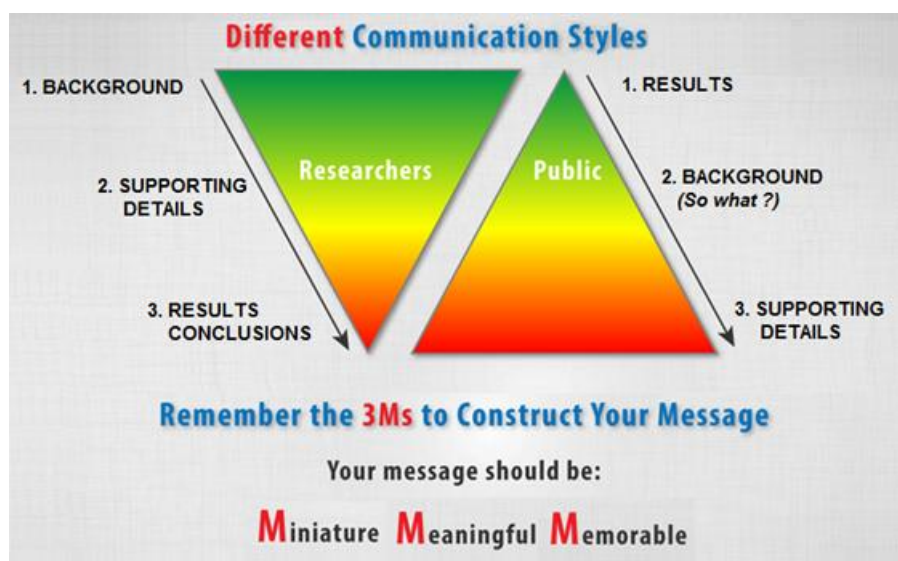 Different Communication Styles
1. BACKGROUND
2. SUPPORTING
DETAILS
3. RESULTS
CONCLUSIONS
Researchers
Public
1. RESULTS
2. BACKGROUND
(So what ?)
3. SUPPORTING
DETAILS
Remember the 3Ms to Construct Your Message
Your message should be:
Miniature Meaningful Memorable